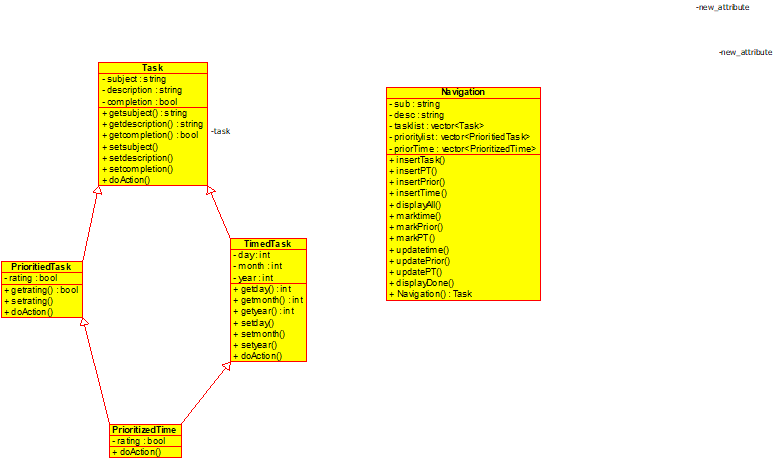 -new_attribute
-new_attribute
Task
- subject : string
- description : string
- completion : bool
+ getsubject() : string
+ getdescription() : string
+ getcompletion() : bool
+ setsubject()
+ setdescription()
+ setcompletion()
+ doAction()
-task
Navigation
- sub : string
- desc : string
- tasklist : vector<Task>
- prioritylist : vector<PrioritiedTask>
- priorTime : vector<PrioritizedTime>
+ insertTask()
+ insertPT()
+ insertPrior()
+ insertTime()
+ displayAll()
+ marktime()
+ markPrior()
+ markPT()
+ updatetime()
+ updatePrior()
+ updatePT()
+ displayDone()
+ Navigation() : Task
PrioritiedTask
- rating : bool
+ getrating() : bool
+ setrating()
+ doAction()
TimedTask
- day : int
- month : int
- year : int
+ getday() : int
+ getmonth() : int
+ getyear() : int
+ setday()
+ setmonth()
+ setyear()
+ doAction()
PrioritizedTime
- rating : bool
+ doAction()